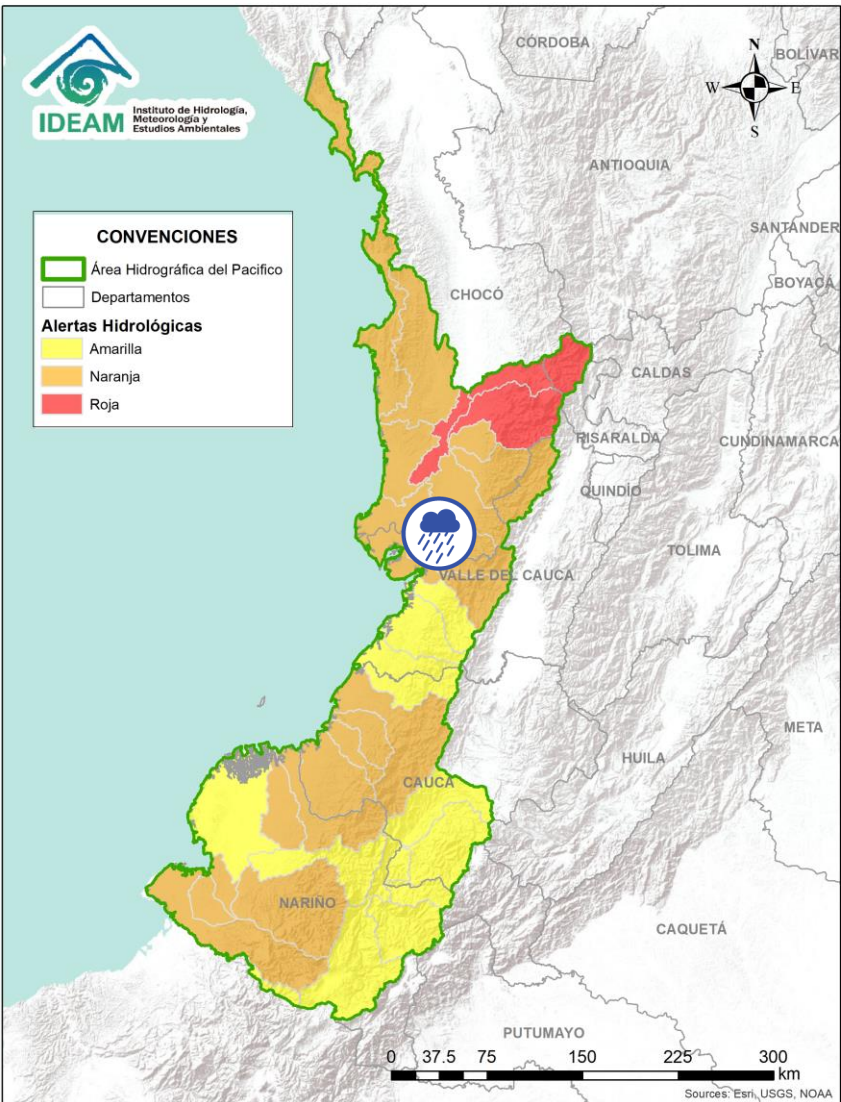 IDEAM
Instituto de Hidrología,
Meteorología y
Estudios Ambientales
N
W
E
S
CÓRDOBA
BOLÍVAR
ANTIOQUIA
SANTANDER
BOYACÁ
CONVENCIONES
Área Hidrográfica del Pacifico
Departamentos
Alertas Hidrológicas
Amarilla
Naranja
Roja
CHOCÓ
CALDAS
RISARALDA
CUNDINAMARCA
QUINDÍO
TOLIMA
VALLE DEL CAUCA
META
HUILA
CAUCA
NARIÑO
CAQUETÁ
PUTUMAYO
0 37.5 75 150 225 300
km
Sources: Esri, USGS, NOAA